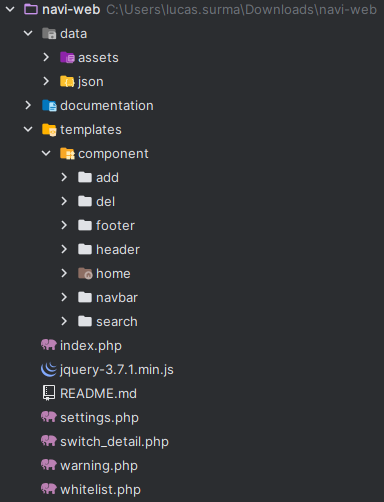 navi-web C:\Users\lucas.surma\Downloads\navi-web
data
assets
json
documentation
templates
component
add
del
footer
header
home
navbar
search
index.php
jquery-3.7.1.min.js
README.md
settings.php
switch_detail.php
warning.php
whitelist.php